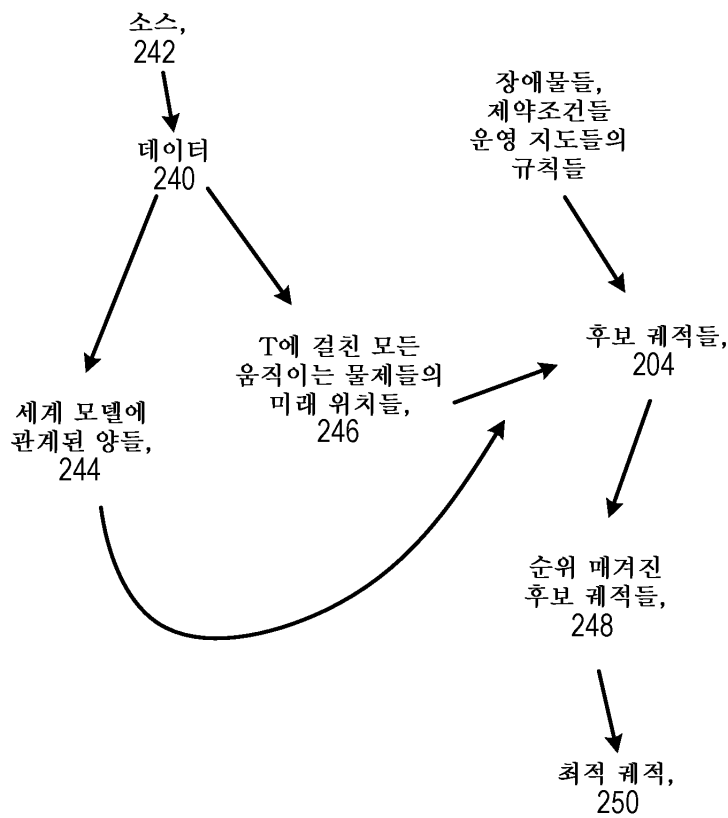 소스,
242
데이터
240
장애물들,
제약조건들
운영 지도들의
규칙들
T에 걸친 모든
움직이는 물체들의
미래 위치들,
246
후보 궤적들,
204
세계 모델에
관계된 양들,
244
순위 매겨진
후보 궤적들,
248
최적 궤적,
250